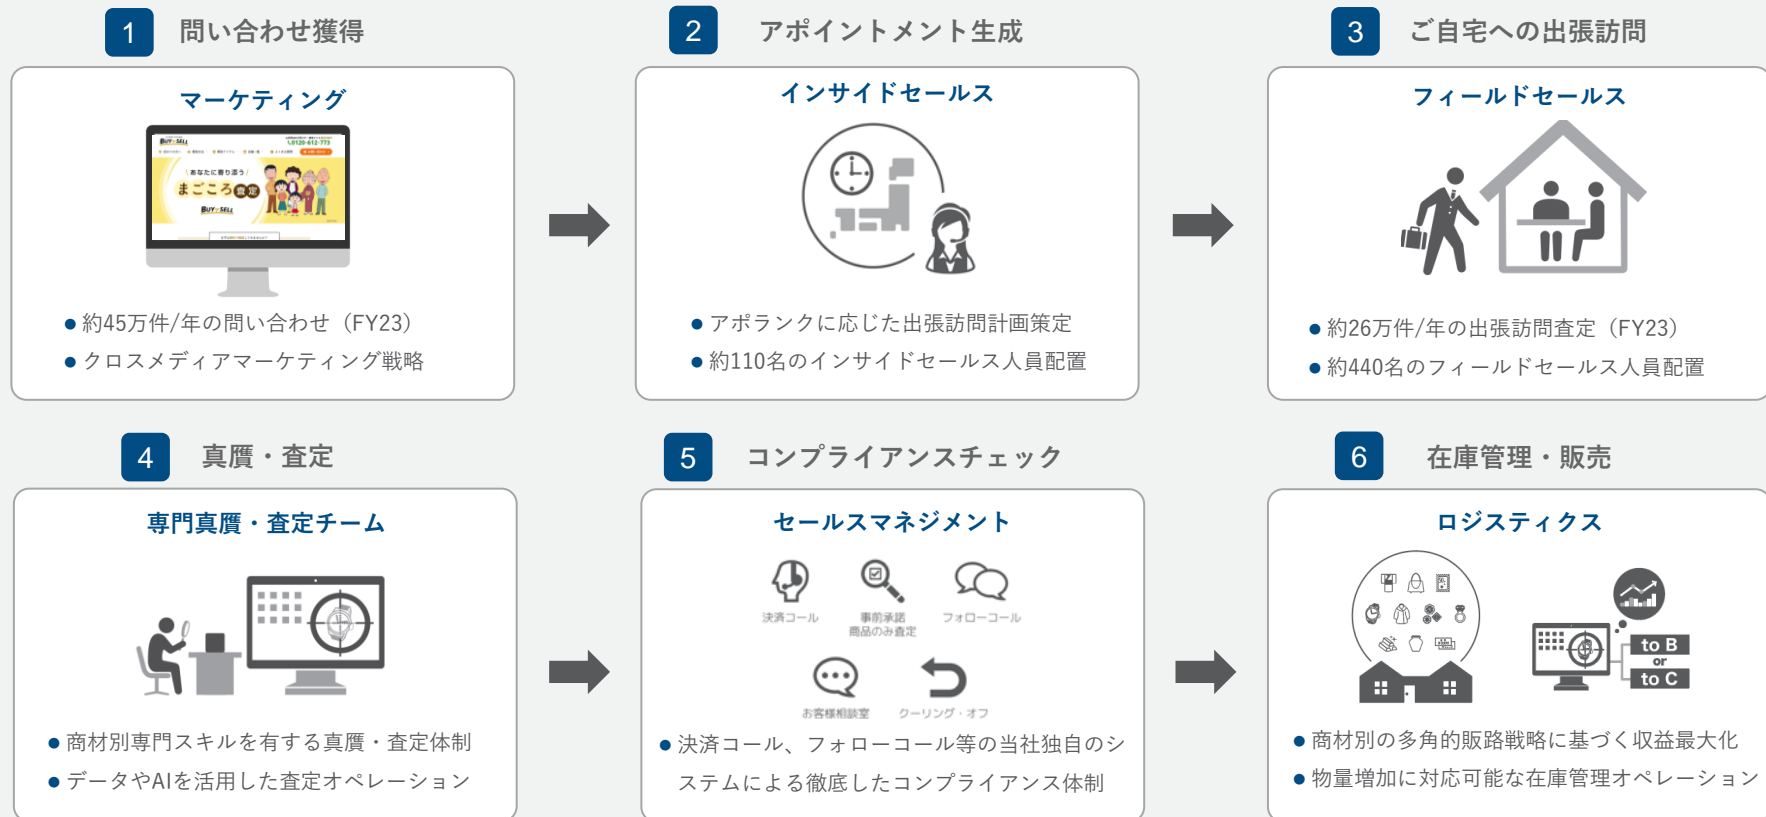 1 問い合わせ獲得
マーケティング
BUY SELL
0120-612-773
あなたに寄り添う
まごころ査定
BUY SELL
●約45万件/年の問い合わせ（FY23）
●クロスメディアマーケティング戦略
2 アポイントメント生成
インサイドセールス
●アポランクに応じた出張訪問計画策定
●約110名のインサイドセールス人員配置
3 ご自宅への出張訪問
フィールドセールス
●約26万件/年の出張訪問査定（FY23）
●約440名のフィールドセールス人員配置
4 真贋・査定
専門真贋・査定チーム
●商材別専門スキルを有する真贋・査定体制
●データやAIを活用した査定オペレーション
5 コンプライアンスチェック
セールスマネジメント
決済コール
事前承諾
商品のみ査定
フォローコール
お客様相談室
クーリング・オフ
●決済コール、フォローコール等の当社独自のシ
ステムによる徹底したコンプライアンス体制
6 在庫管理・販売
ロジスティクス
to B
or
to C
●商材別の多角的販路戦略に基づく収益最大化
●物量増加に対応可能な在庫管理オペレーション